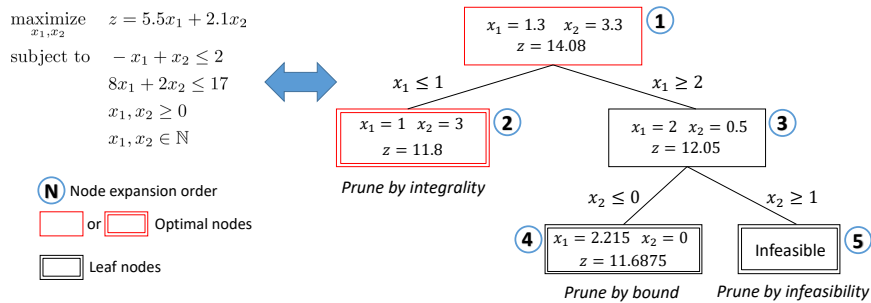 maximize z = 5.5x₁ + 2.1x₂
x₁,x₂
subject to − x₁ + x₂ ≤ 2
8x₁ + 2x₂ ≤ 17
x₁, x₂ ≥ 0
x₁, x₂ ∈ ℕ
N Node expansion order
or Optimal nodes
Leaf nodes
1
x₁ = 1.3 x₂ = 3.3
z = 14.08
x₁ ≤ 1
x₁ ≥ 2
2
x₁ = 1 x₂ = 3
z = 11.8
Prune by integrality
3
x₁ = 2 x₂ = 0.5
z = 12.05
x₂ ≤ 0
x₂ ≥ 1
4
x₁ = 2.215 x₂ = 0
z = 11.6875
Prune by bound
5
Infeasible
Prune by infeasibility